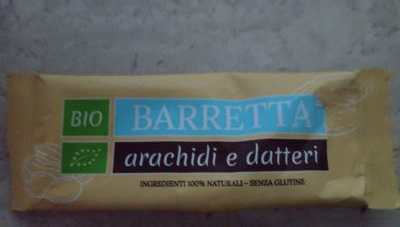 BIO BARRETTA
arachidi e datteri
INGREDIENTI 100% NATURALI - SENZA GLUTINE